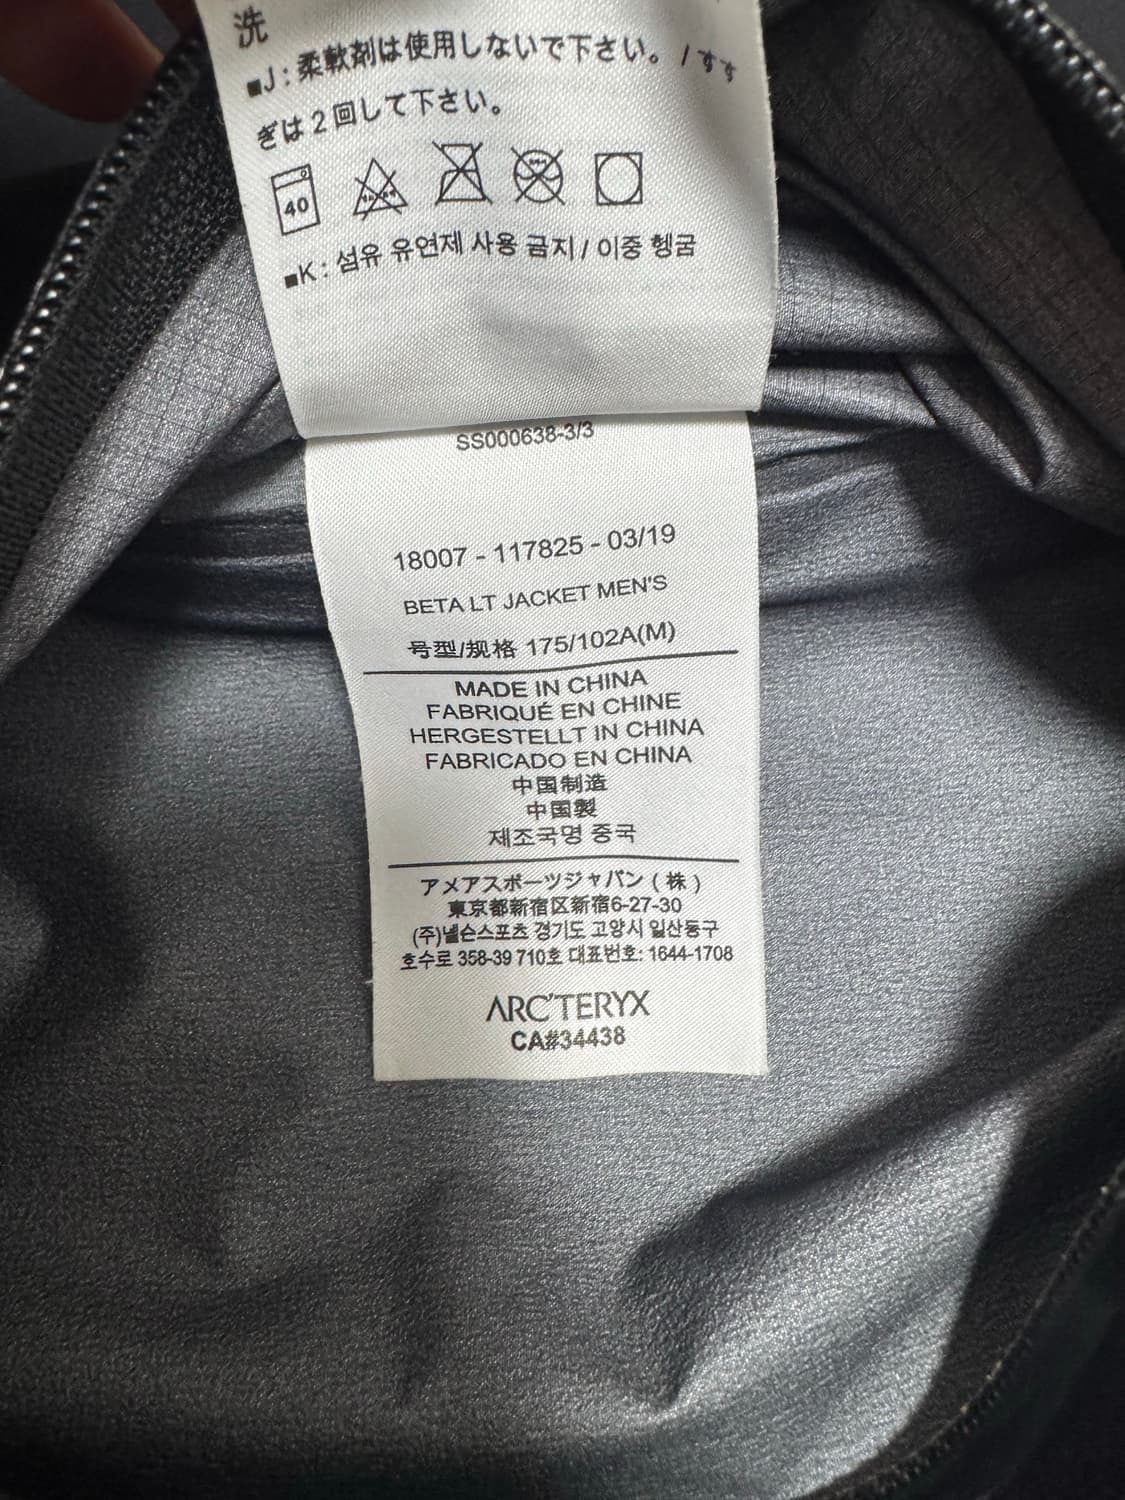 洗
■J : 柔軟剤は使用しないで下さい。 / すす
ぎは2回して下さい。
40
■K : 섬유 유연제 사용 금지 / 이중 헹굼
SS000638-3/3
18007 - 117825 - 03/19
BETA LT JACKET MEN'S
号型/规格 175/102A(M)
MADE IN CHINA
FABRIQUÉ EN CHINE
HERGESTELLT IN CHINA
FABRICADO EN CHINA
中国制造
中国製
제조국명 중국
アメアスポーツジャパン ( 株 )
東京都新宿区新宿6-27-30
(주)넬슨스포츠 경기도 고양시 일산동구
호수로 358-39 710호 대표번호: 1644-1708
ARC'TERYX
CA#34438